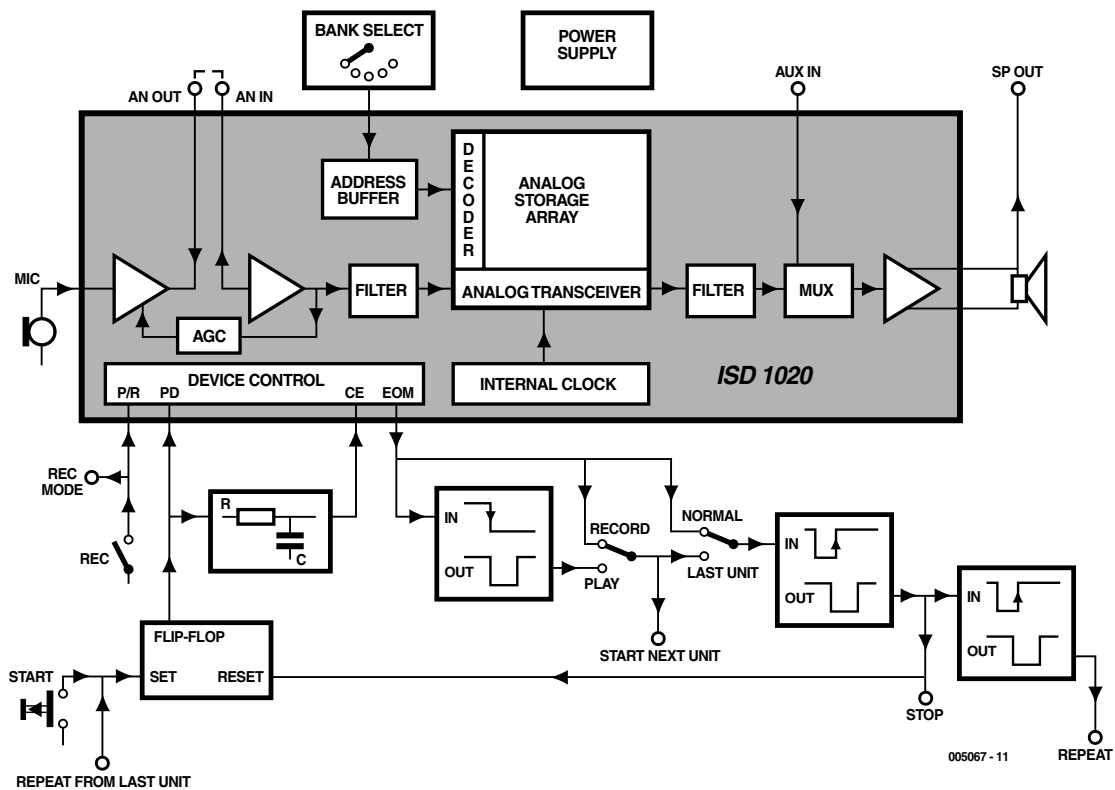 BANK SELECT
POWER
SUPPLY
AN OUT
AN IN
AUX IN
SP OUT
DECODER
ADDRESS
BUFFER
ANALOG
STORAGE
ARRAY
MIC
FILTER
ANALOG TRANSCEIVER
FILTER
MUX
AGC
DEVICE CONTROL
P/R PD CE EOM
INTERNAL CLOCK
ISD 1020
REC
MODE
REC
R
C
IN
OUT
RECORD
PLAY
NORMAL
LAST UNIT
IN
OUT
IN
OUT
START NEXT UNIT
FLIP-FLOP
SET RESET
START
STOP
REPEAT
REPEAT FROM LAST UNIT
005067 - 11